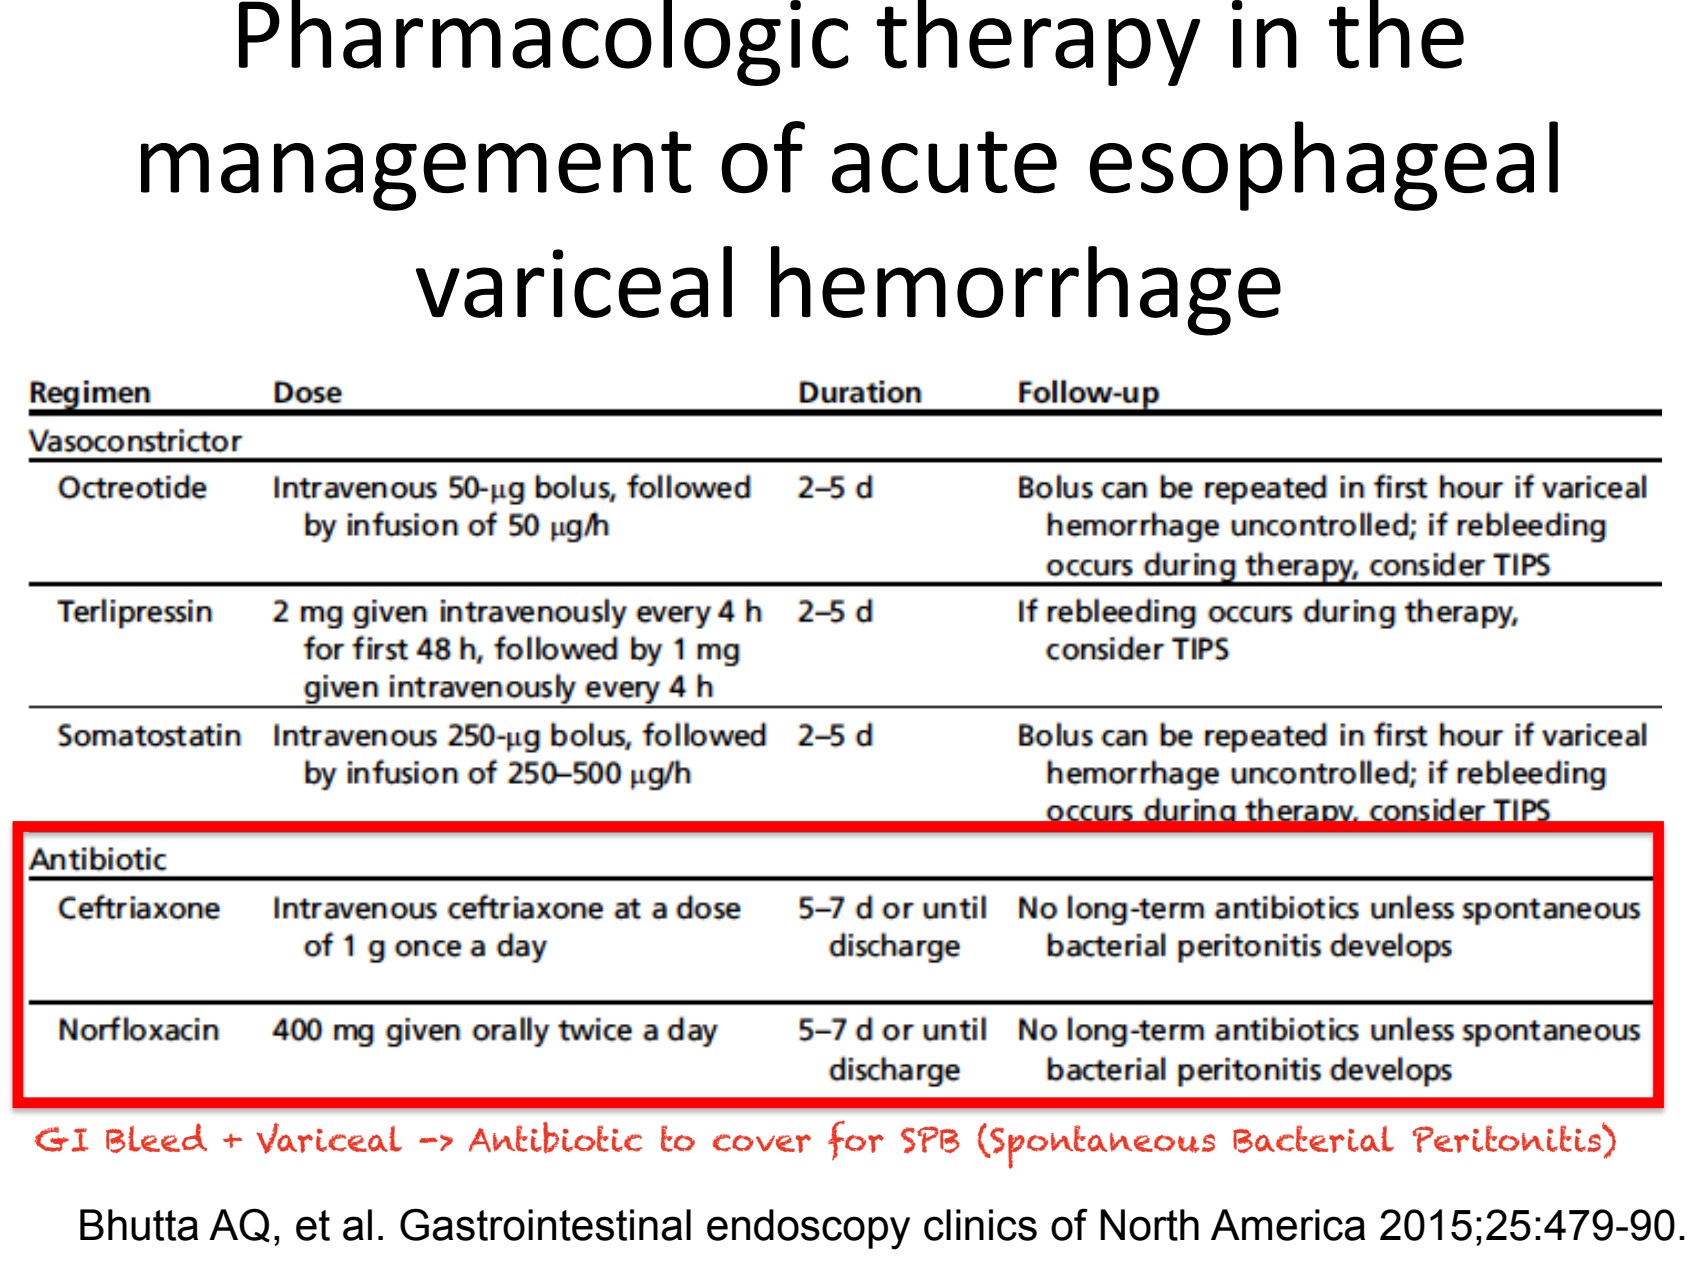 Pharmacologic therapy in the
management of acute esophageal
variceal hemorrhage
Regimen Dose Duration Follow-up
Vasoconstrictor
Octreotide Intravenous 50-μg bolus, followed 2–5 d Bolus can be repeated in first hour if variceal
by infusion of 50 μg/h hemorrhage uncontrolled; if rebleeding
occurs during therapy, consider TIPS
Terlipressin 2 mg given intravenously every 4 h 2–5 d If rebleeding occurs during therapy,
for first 48 h, followed by 1 mg consider TIPS
given intravenously every 4 h
Somatostatin Intravenous 250-μg bolus, followed 2–5 d Bolus can be repeated in first hour if variceal
by infusion of 250–500 μg/h hemorrhage uncontrolled; if rebleeding
occurs during therapy, consider TIPS
Antibiotic
Ceftriaxone Intravenous ceftriaxone at a dose 5–7 d or until No long-term antibiotics unless spontaneous
of 1 g once a day discharge bacterial peritonitis develops
Norfloxacin 400 mg given orally twice a day 5–7 d or until No long-term antibiotics unless spontaneous
discharge bacterial peritonitis develops
GI Bleed + Variceal -> Antibiotic to cover for SPB (Spontaneous Bacterial Peritonitis)
Bhutta AQ, et al. Gastrointestinal endoscopy clinics of North America 2015;25:479-90.